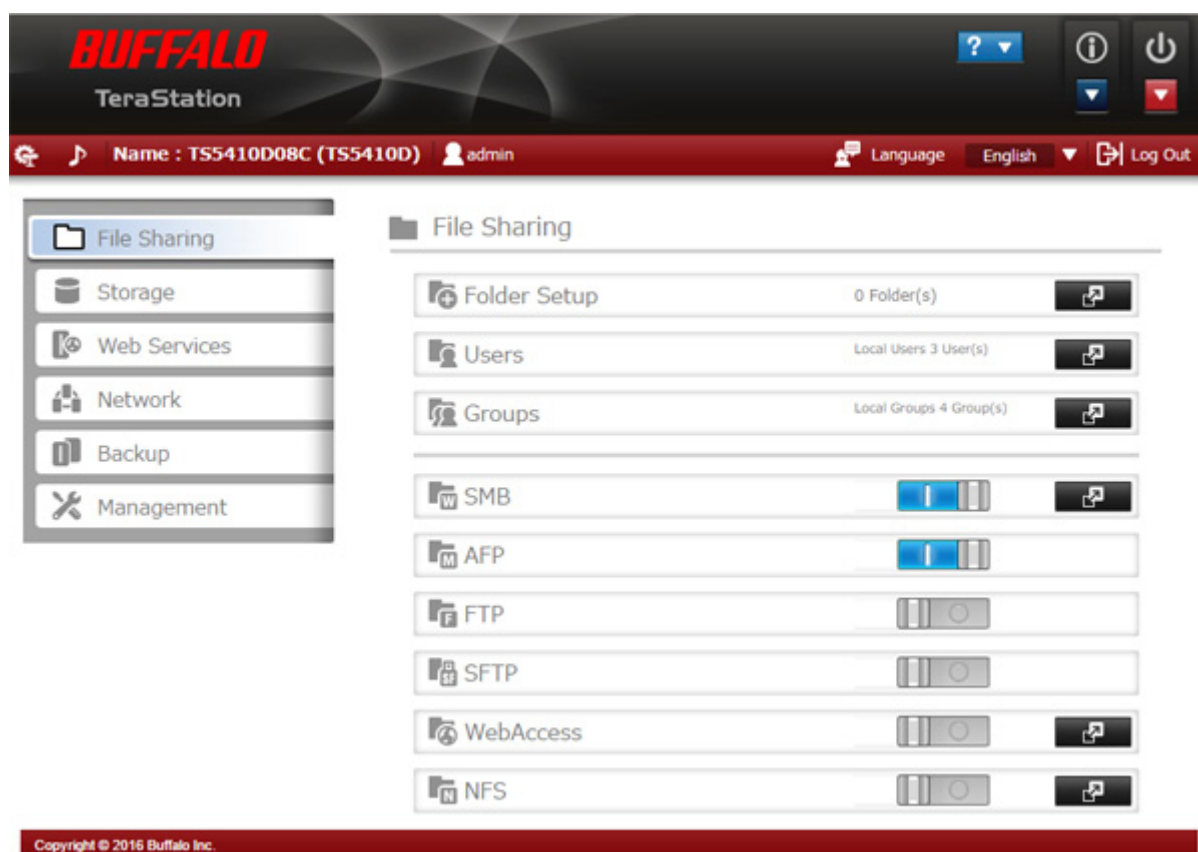 BUFFALO
TeraStation
?
Name : TS5410D08C (TS5410D) admin Language English Log Out
File Sharing
Storage
Web Services
Network
Backup
Management
File Sharing
Folder Setup 0 Folder(s)
Users Local Users 3 User(s)
Groups Local Groups 4 Group(s)
SMB
AFP
FTP
SFTP
WebAccess
NFS
Copyright © 2016 Buffalo Inc.